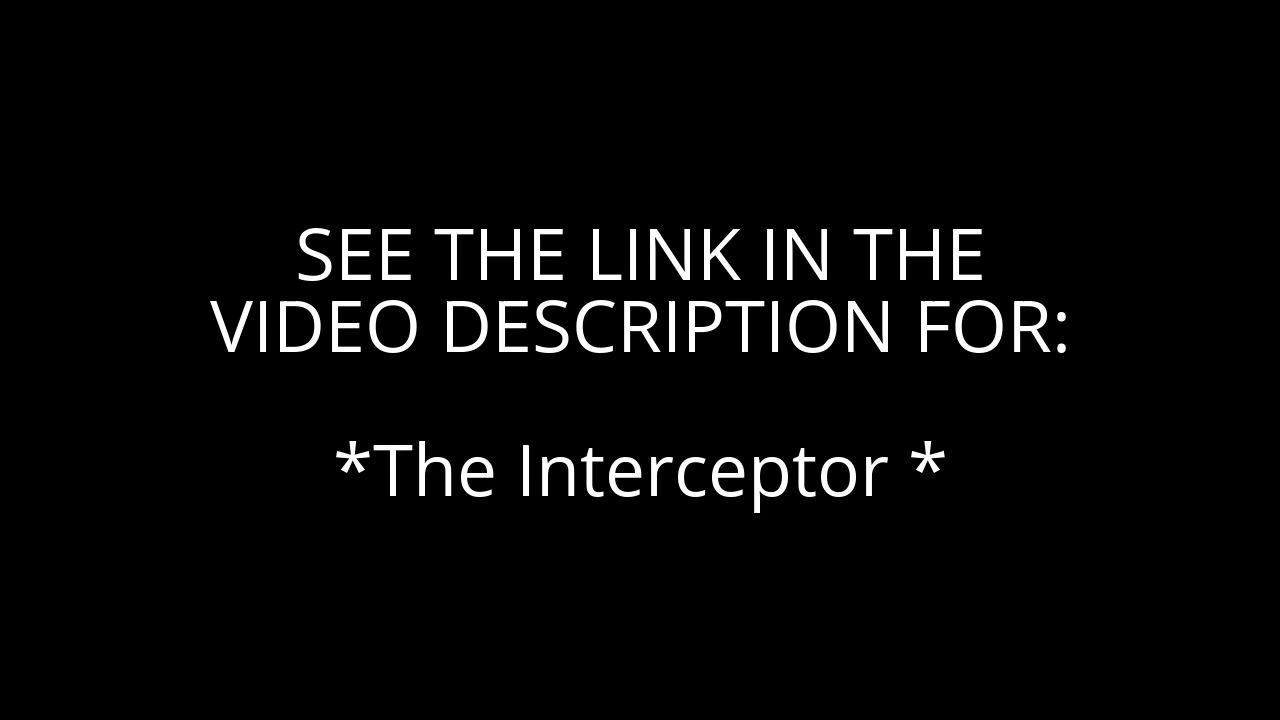 SEE THE LINK IN THE
VIDEO DESCRIPTION FOR:
*The Interceptor *